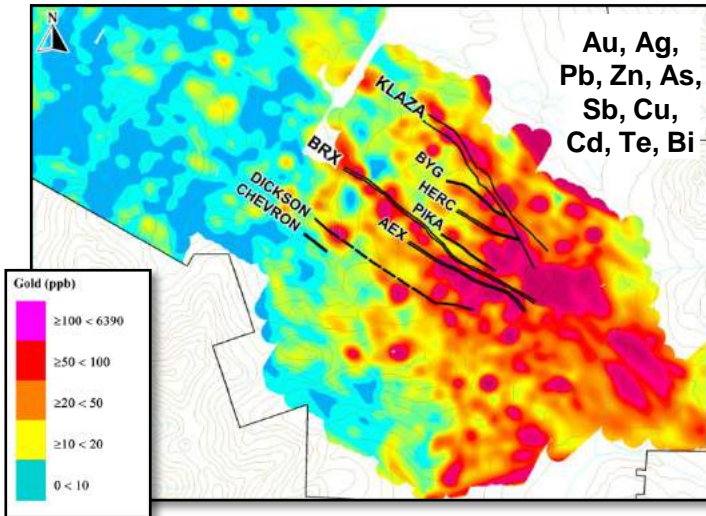 N
Au, Ag,
Pb, Zn, As,
Sb, Cu,
Cd, Te, Bi
KLAZA
BRX
BYG
HERC
PIKA
AEX
DICKSON
CHEVRON
Gold (ppb)
≥100 < 6390
≥50 < 100
≥20 < 50
≥10 < 20
0 < 10